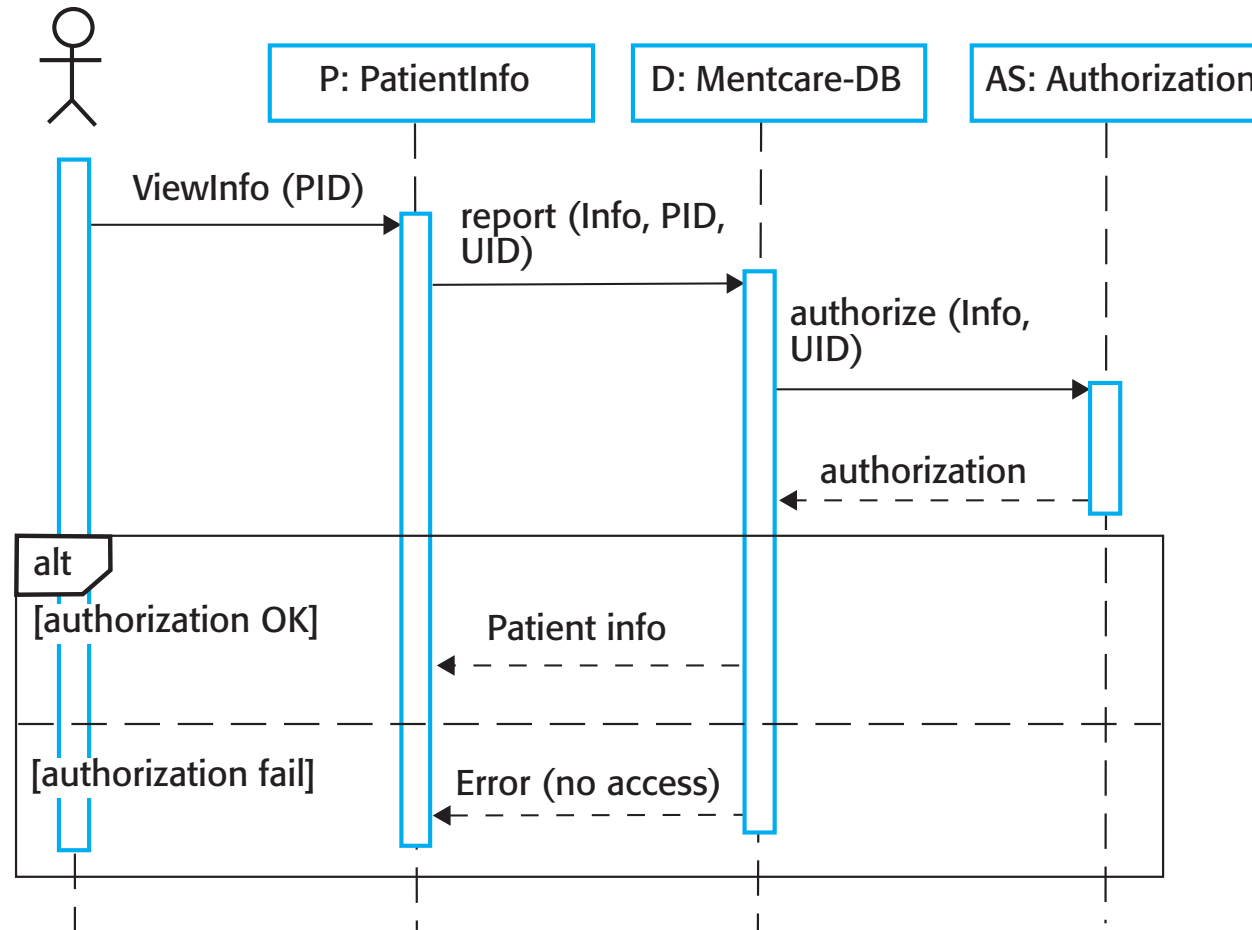 P: PatientInfo
D: Mentcare-DB
AS: Authorization
ViewInfo (PID)
report (Info, PID,
UID)
authorize (Info,
UID)
authorization
alt
[authorization OK]
Patient info
[authorization fail]
Error (no access)